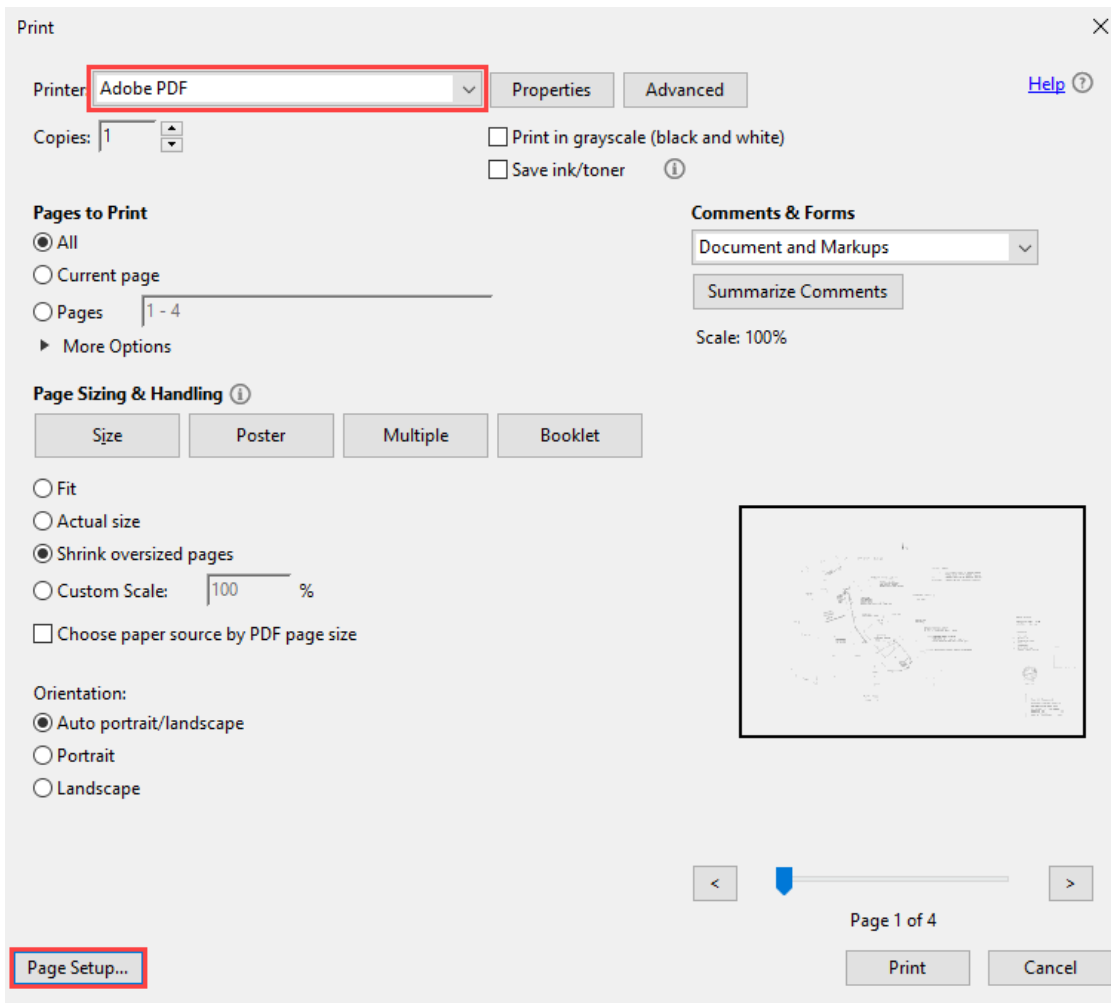 Print
Printer: Adobe PDF Properties Advanced Help
Copies: 1 Print in grayscale (black and white)
Save ink/toner
Pages to Print Comments & Forms
All Document and Markups
Current page
Pages 1 - 4 Summarize Comments
More Options Scale: 100%
Page Sizing & Handling
Size Poster Multiple Booklet
Fit
Actual size
Shrink oversized pages
Custom Scale: 100 %
Choose paper source by PDF page size
Orientation:
Auto portrait/landscape
Portrait
Landscape
< >
Page 1 of 4
Page Setup... Print Cancel